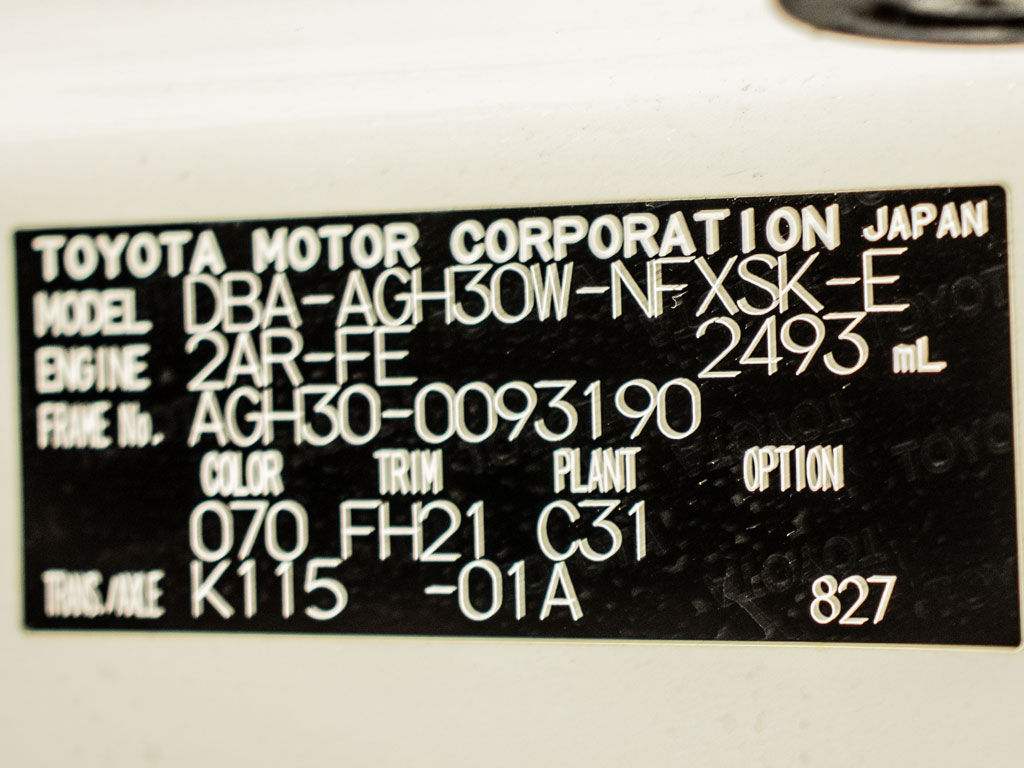 TOYOTA MOTOR CORPORATION JAPAN
MODEL DBA-AGH30W-NFXSK-E
ENGINE 2AR-FE 2493 mL
FRAME No. AGH30-0093190
COLOR TRIM PLANT OPTION
070 FH21 C31
TRANS./AXLE K115 -01A 827